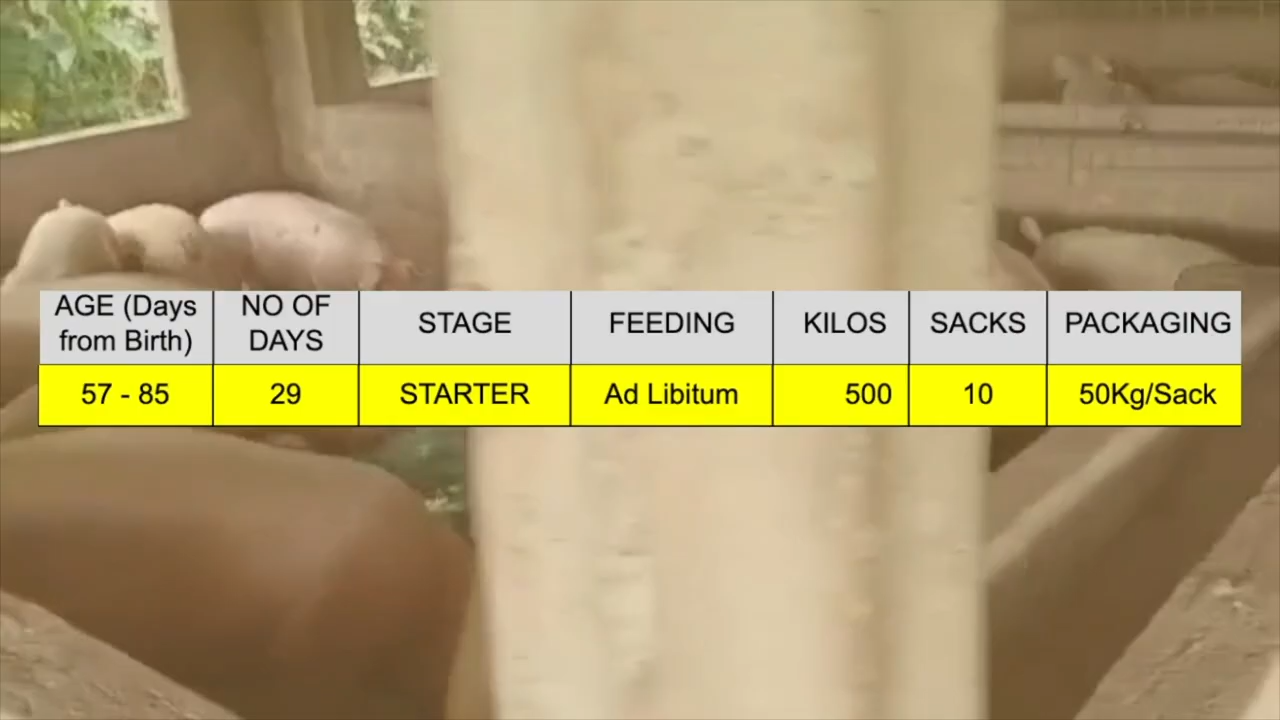 AGE (Days from Birth) NO OF DAYS STAGE FEEDING KILOS SACKS PACKAGING
57 - 85 29 STARTER Ad Libitum 500 10 50Kg/Sack